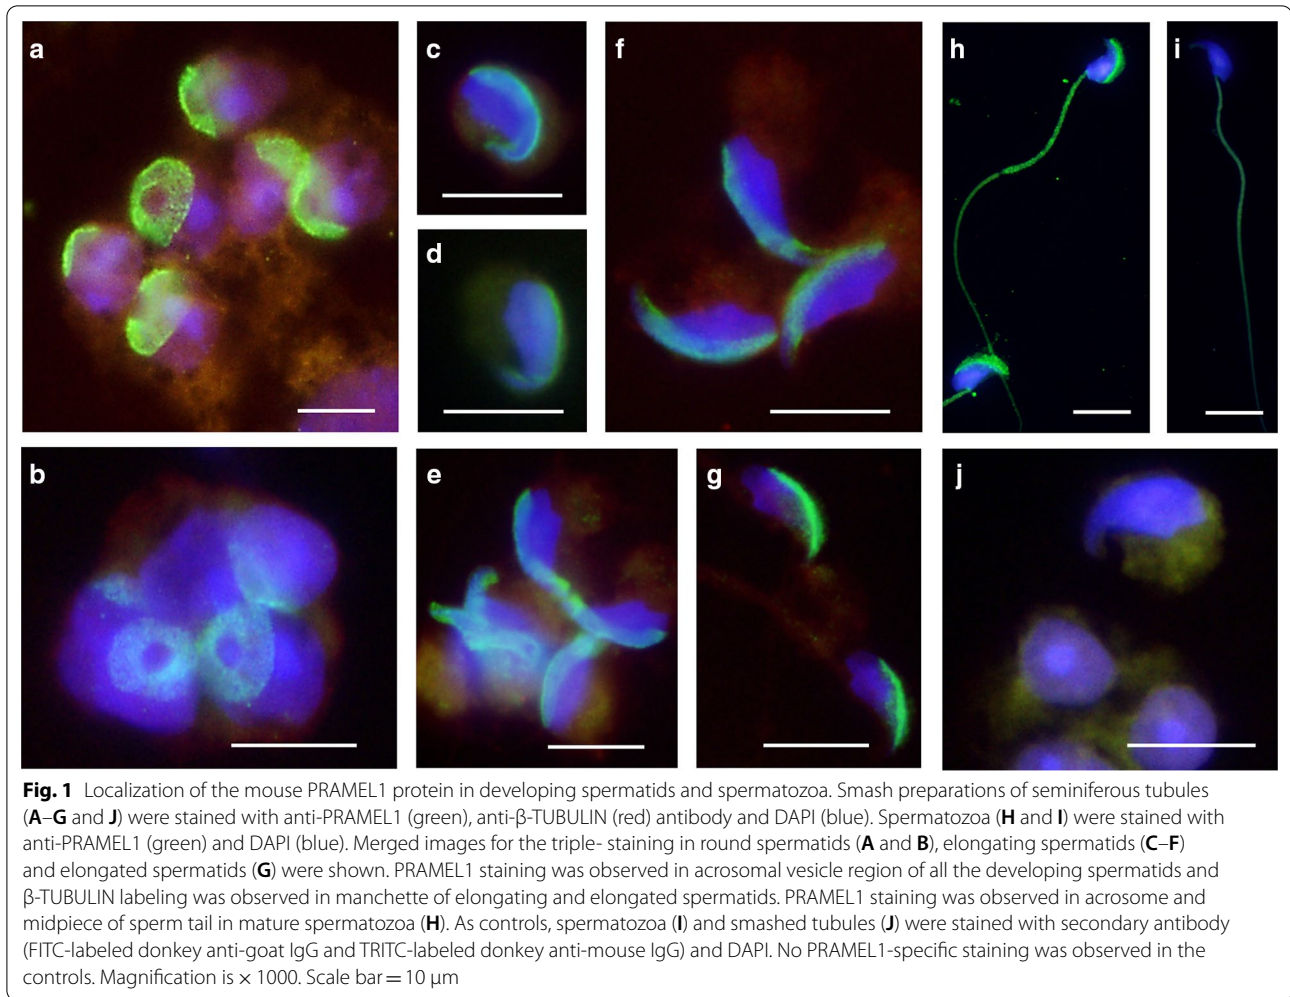 a
c
f
h
i
d
b
e
g
j
Fig. 1 Localization of the mouse PRAMEL1 protein in developing spermatids and spermatozoa. Smash preparations of seminiferous tubules
(A–G and J) were stained with anti-PRAMEL1 (green), anti-β-TUBULIN (red) antibody and DAPI (blue). Spermatozoa (H and I) were stained with
anti-PRAMEL1 (green) and DAPI (blue). Merged images for the triple- staining in round spermatids (A and B), elongating spermatids (C–F)
and elongated spermatids (G) were shown. PRAMEL1 staining was observed in acrosomal vesicle region of all the developing spermatids and
β-TUBULIN labeling was observed in manchette of elongating and elongated spermatids. PRAMEL1 staining was observed in acrosome and
midpiece of sperm tail in mature spermatozoa (H). As controls, spermatozoa (I) and smashed tubules (J) were stained with secondary antibody
(FITC-labeled donkey anti-goat IgG and TRITC-labeled donkey anti-mouse IgG) and DAPI. No PRAMEL1-specific staining was observed in the
controls. Magnification is × 1000. Scale bar = 10 μm